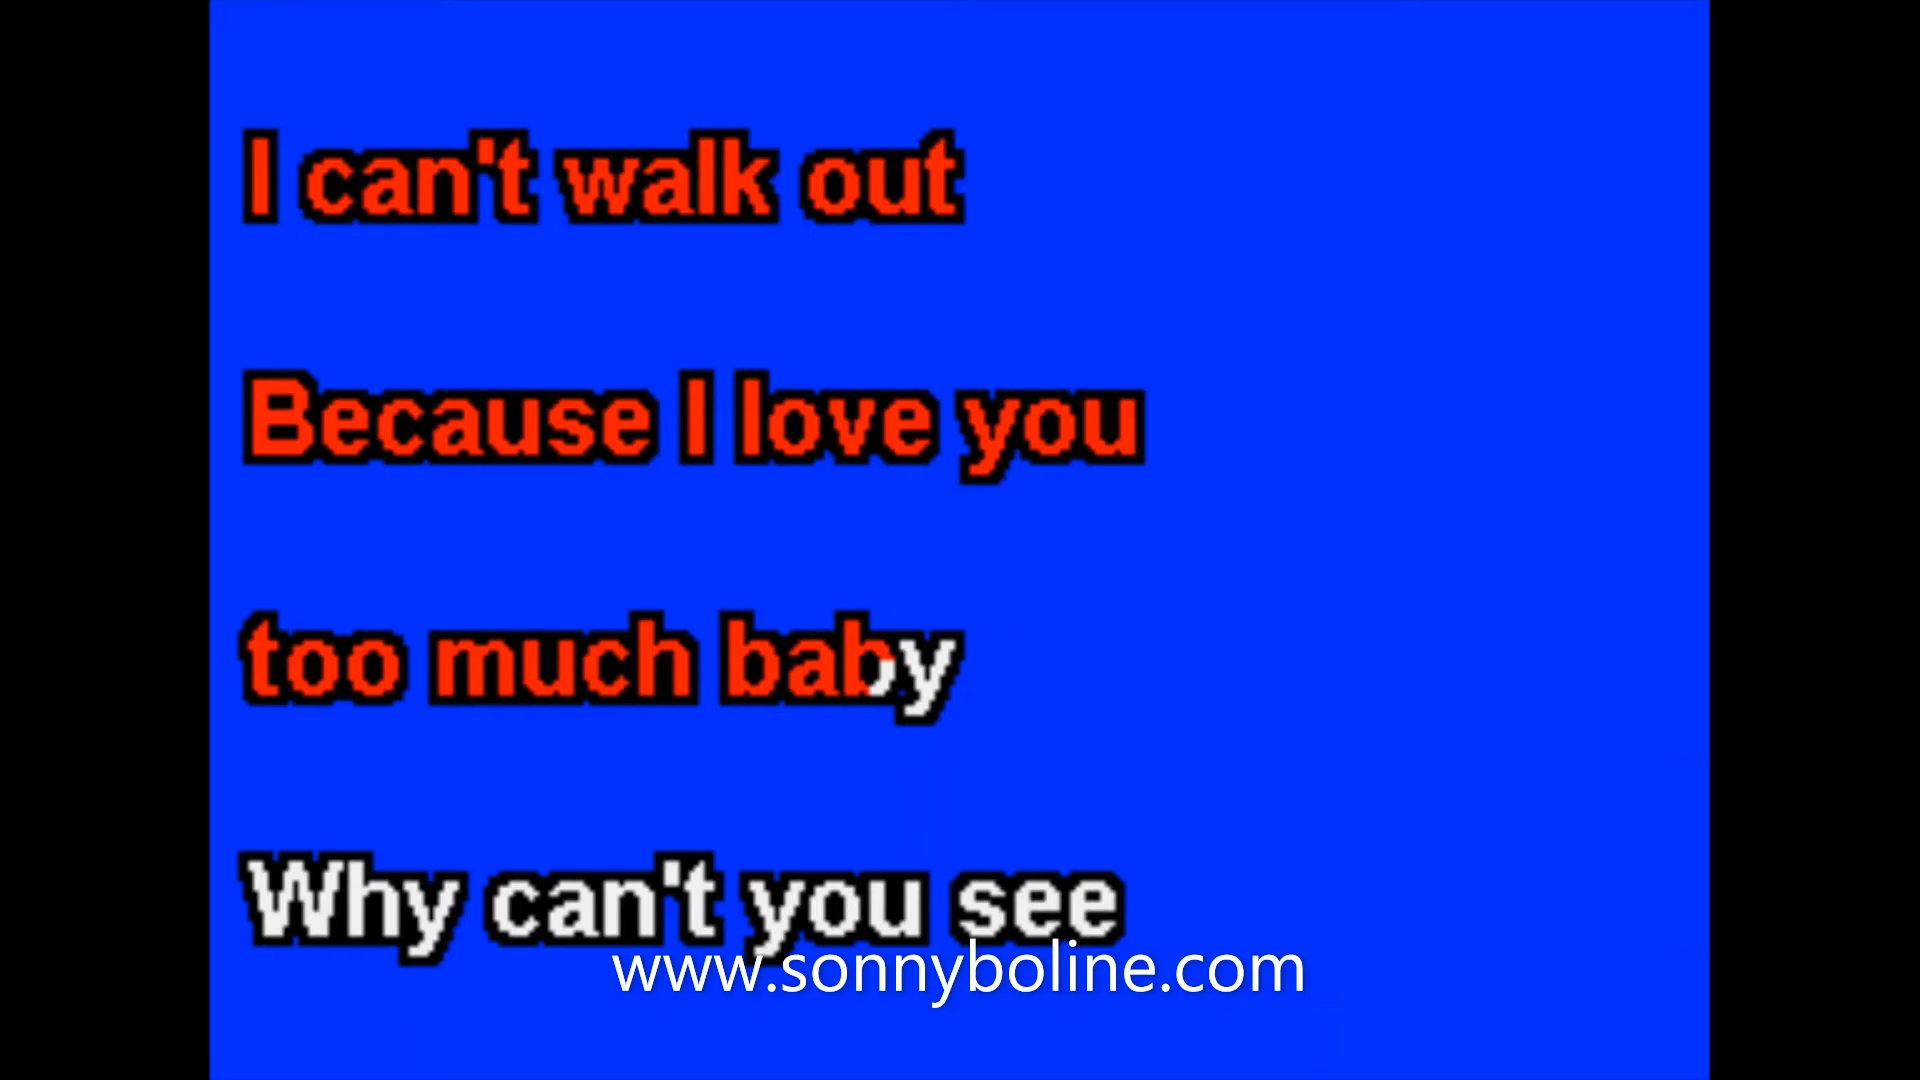 I can't walk out
Because I love you
too much baby
Why can't you see
www.sonnyboline.com